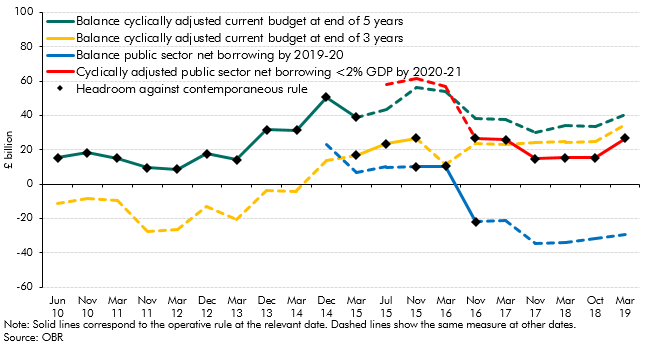 Balance cyclically adjusted current budget at end of 5 years
Balance cyclically adjusted current budget at end of 3 years
Balance public sector net borrowing by 2019-20
Cyclically adjusted public sector net borrowing <2% GDP by 2020-21
Headroom against contemporaneous rule
£ billion
100
80
60
40
20
0
-20
-40
-60
Jun Nov Mar Nov Mar Dec Mar Dec Mar Dec Mar Jul Nov Mar Nov Mar Nov Mar Oct Mar
10 10 11 11 12 12 13 13 14 14 15 15 15 16 16 17 17 18 18 19
Note: Solid lines correspond to the operative rule at the relevant date. Dashed lines show the same measure at other dates.
Source: OBR